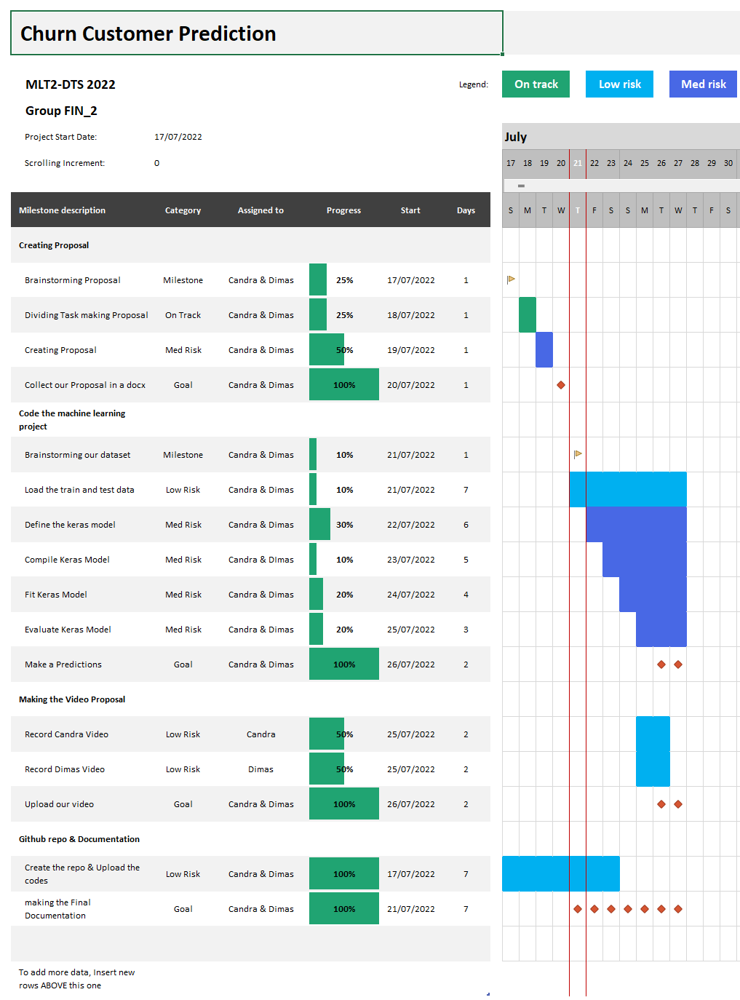 Churn Customer Prediction
MLT2-DTS 2022
Legend:
On track
Low risk
Med risk
Group FIN_2
Project Start Date: 17/07/2022
July
Scrolling Increment: 0
17 18 19 20 21 22 23 24 25 26 27 28 29 30
Milestone description Category Assigned to Progress Start Days
S M T W T F S S M T W T F S
Creating Proposal
Brainstorming Proposal Milestone Candra & Dimas 25% 17/07/2022 1
Dividing Task making Proposal On Track Candra & Dimas 25% 18/07/2022 1
Creating Proposal Med Risk Candra & Dimas 50% 19/07/2022 1
Collect our Proposal in a docx Goal Candra & Dimas 100% 20/07/2022 1
Code the machine learning
project
Brainstorming our dataset Milestone Candra & Dimas 10% 21/07/2022 1
Load the train and test data Low Risk Candra & Dimas 10% 21/07/2022 7
Define the keras model Med Risk Candra & Dimas 30% 22/07/2022 6
Compile Keras Model Med Risk Candra & DImas 10% 23/07/2022 5
Fit Keras Model Med Risk Candra & Dimas 20% 24/07/2022 4
Evaluate Keras Model Med Risk Candra & Dimas 20% 25/07/2022 3
Make a Predictions Goal Candra & Dimas 100% 26/07/2022 2
Making the Video Proposal
Record Candra Video Low Risk Candra 50% 25/07/2022 2
Record Dimas Video Low Risk Dimas 50% 25/07/2022 2
Upload our video Goal Candra & Dimas 100% 26/07/2022 2
Github repo & Documentation
Create the repo & Upload the
codes Low Risk Candra & Dimas 100% 17/07/2022 7
making the Final
Documentation Goal Candra & Dimas 100% 21/07/2022 7
To add more data, Insert new
rows ABOVE this one